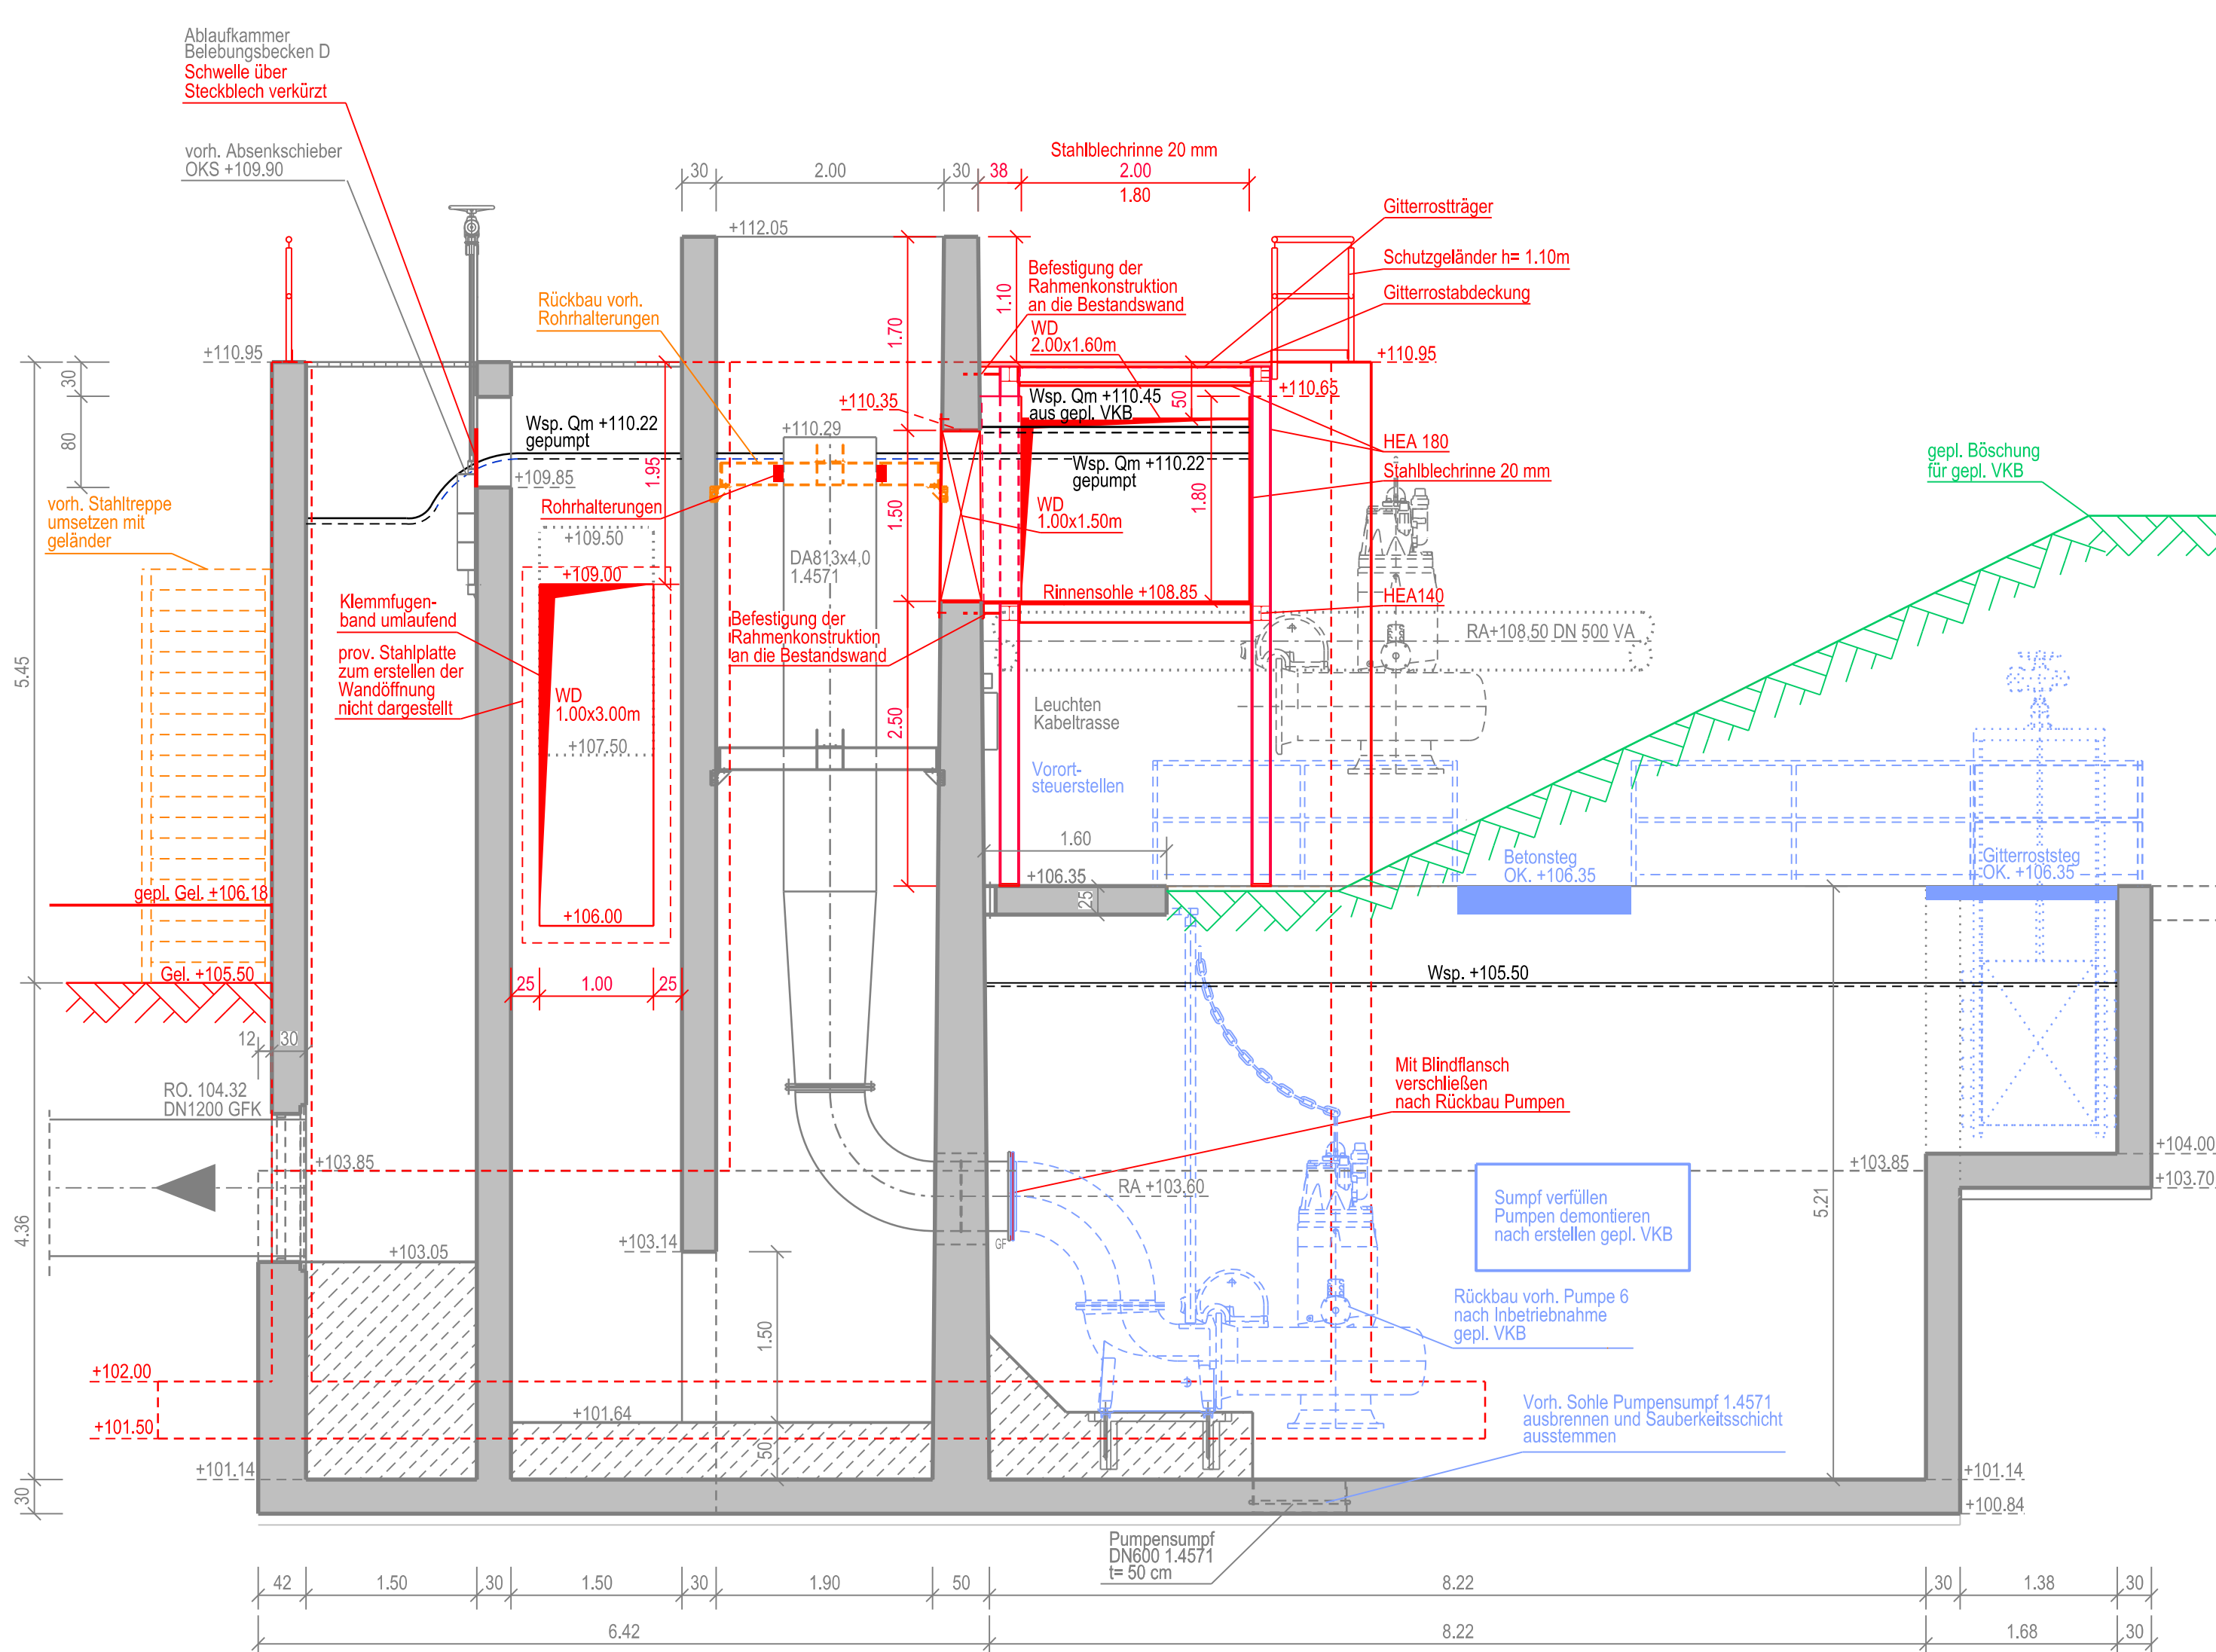 Ablaufkammer
Belebungsbecken D
Schwelle über
Steckblech verkürzt
vorh. Absenkschieber
OKS +109.90
Stahlblechrinne 20 mm
30
2.00
30
38
2.00
1.80
+112.05
Gitterrostträger
Schutzgeländer h= 1.10m
Gitterrostabdeckung
Befestigung der
Rahmenkonstruktion
an die Bestandswand
1.10
1.70
Rückbau vorh.
Rohrhalterungen
WD
2.00x1.60m
+110.95
+110.95
30
80
+110.65
50
+110.35
Wsp. Qm +110.45
aus gepl. VKB
Wsp. Qm +110.22
gepumpt
+110.29
HEA 180
gepl. Böschung
für gepl. VKB
Wsp. Qm +110.22
gepumpt
Stahlblechrinne 20 mm
1.95
+109.85
1.80
1.50
Rohrhalterungen
WD
1.00x1.50m
vorh. Stahltreppe
umsetzen mit
geländer
+109.50
DA813x4,0
1.4571
+109.00
Rinnensohle +108.85
HEA140
Klemmfugen-
band umlaufend
Befestigung der
Rahmenkonstruktion
an die Bestandswand
RA+108,50 DN 500 VA
prov. Stahlplatte
zum erstellen der
Wandöffnung
nicht dargestellt
5.45
WD
1.00x3.00m
+107.50
2.50
Leuchten
Kabeltrasse
Vorort-
steuerstellen
1.60
+106.35
25
Betonsteg
OK. +106.35
Gitterroststeg
OK. +106.35
gepl. Gel. +106.18
+106.00
Gel. +105.50
25
1.00
25
Wsp. +105.50
12
30
RO. 104.32
DN1200 GFK
Mit Blindflansch
verschließen
nach Rückbau Pumpen
+103.85
+103.85
+104.00
+103.70
RA +103.60
GF
4.36
5.21
Sumpf verfüllen
Pumpen demontieren
nach erstellen gepl. VKB
+103.05
+103.14
Rückbau vorh. Pumpe 6
nach Inbetriebnahme
gepl. VKB
1.50
+102.00
+101.50
+101.64
50
Vorh. Sohle Pumpensumpf 1.4571
ausbrennen und Sauberkeitsschicht
ausstemmen
+101.14
+101.14
30
+100.84
Pumpensumpf
DN600 1.4571
t= 50 cm
42
1.50
30
1.50
30
1.90
50
8.22
30
1.38
30
6.42
8.22
1.68
30